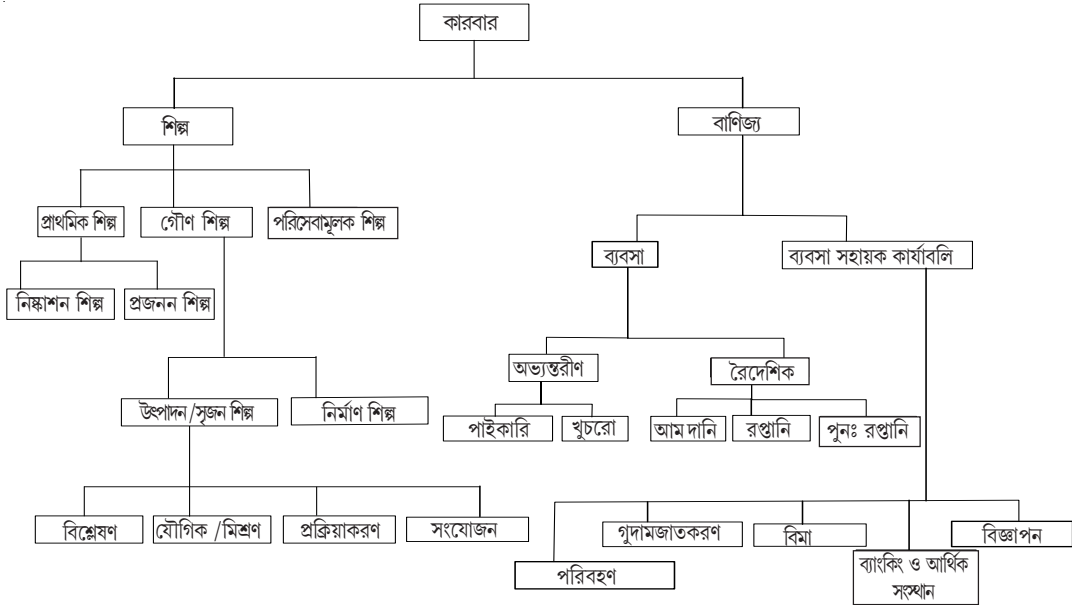 কারবার
শিল্প
বাণিজ্য
প্রাথমিক শিল্প
গৌণ শিল্প
পরিসেবামূলক শিল্প
ব্যবসা
ব্যবসা সহায়ক কার্যাবলি
নিষ্কাশন শিল্প
প্রজনন শিল্প
অভ্যন্তরীণ
রৈদেশিক
উৎপাদন/সৃজন শিল্প
নির্মাণ শিল্প
পাইকারি
খুচরো
আমদানি
রপ্তানি
পুনঃ রপ্তানি
বিশ্লেষণ
যৌগিক /মিশ্রণ
প্রক্রিয়াকরণ
সংযোজন
গুদামজাতকরণ
বিমা
বিজ্ঞাপন
পরিবহণ
ব্যাংকিং ও আর্থিক
সংস্থান